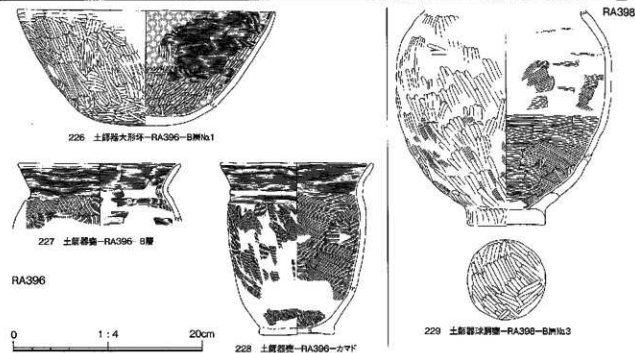 RA398
226 土師器大形坏-RA396-B層No.1
227 土師器甕-RA396-B層
RA396
0 1:4 20cm
228 土師器甕-RA396-カマド
229 土師器球胴甕-RA398-B層No.3